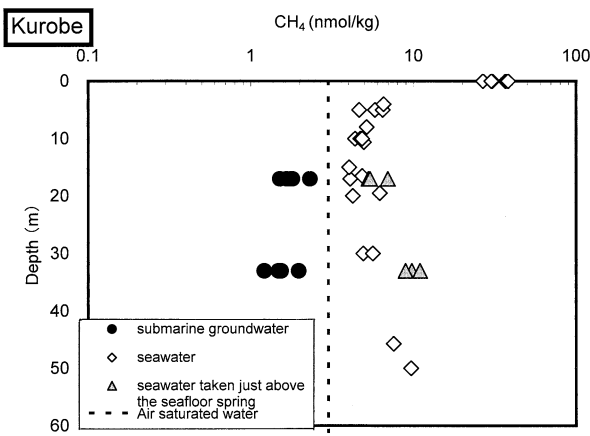 Kurobe
CH4 (nmol/kg)
0.1 1 10 100
0
10
20
30
40
50
60
Depth (m)
submarine groundwater
seawater
seawater taken just above
the seafloor spring
Air saturated water